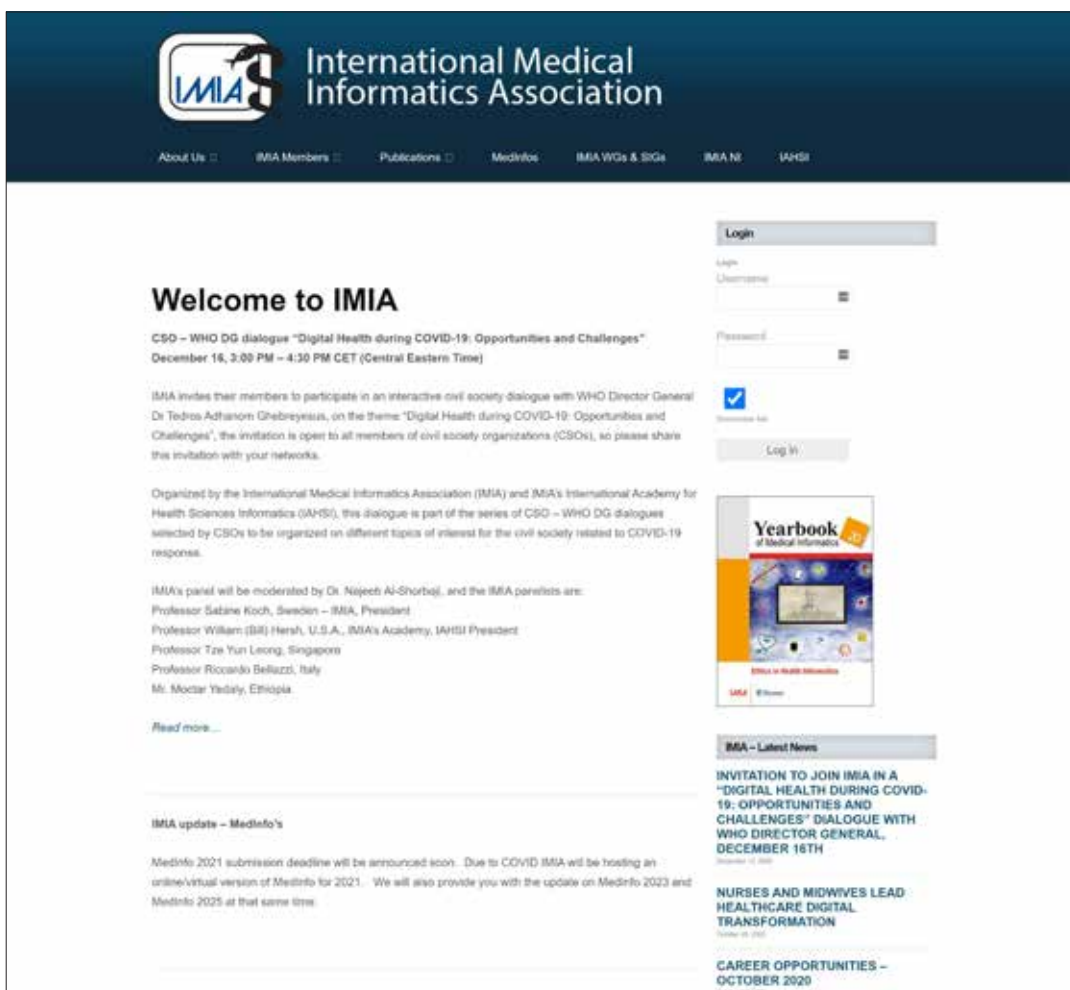 IMIA
International Medical
Informatics Association
About Us
IMIA Members
Publications
MedInfos
IMIA WGs & SIGs
IMIA NI
IAHSI
Welcome to IMIA
CSO – WHO DG dialogue “Digital Health during COVID-19: Opportunities and Challenges”
December 16, 3:00 PM – 4:30 PM CET (Central Eastern Time)
IMIA invites their members to participate in an interactive civil society dialogue with WHO Director General
Dr Tedros Adhanom Ghebreyesus, on the theme “Digital Health during COVID-19: Opportunities and
Challenges”, the invitation is open to all members of civil society organizations (CSOs), so please share
this invitation with your networks.
Organized by the International Medical Informatics Association (IMIA) and IMIA's International Academy for
Health Sciences Informatics (IAHSI), this dialogue is part of the series of CSO – WHO DG dialogues
selected by CSOs to be organized on different topics of interest for the civil society related to COVID-19
response.
IMIA's panel will be moderated by Dr. Najeeb Al-Shorbaji, and the IMIA panelists are:
Professor Sabine Koch, Sweden – IMIA, President
Professor William (Bill) Hersh, U.S.A., IMIA's Academy, IAHSI President
Professor Tze Yun Leong, Singapore
Professor Riccardo Bellazzi, Italy
Mr. Moctar Yedaly, Ethiopia
Read more…
IMIA update – MedInfo's
MedInfo 2021 submission deadline will be announced soon. Due to COVID IMIA will be hosting an
online/virtual version of MedInfo for 2021. We will also provide you with the update on MedInfo 2023 and
MedInfo 2025 at that same time.
Login
Login
Username
Password
Remember Me
Log In
Yearbook
of Medical Informatics
20
Ethics in Health Informatics
IMIA
IMIA – Latest News
INVITATION TO JOIN IMIA IN A
“DIGITAL HEALTH DURING COVID-
19: OPPORTUNITIES AND
CHALLENGES” DIALOGUE WITH
WHO DIRECTOR GENERAL,
DECEMBER 16TH
NURSES AND MIDWIVES LEAD
HEALTHCARE DIGITAL
TRANSFORMATION
CAREER OPPORTUNITIES –
OCTOBER 2020